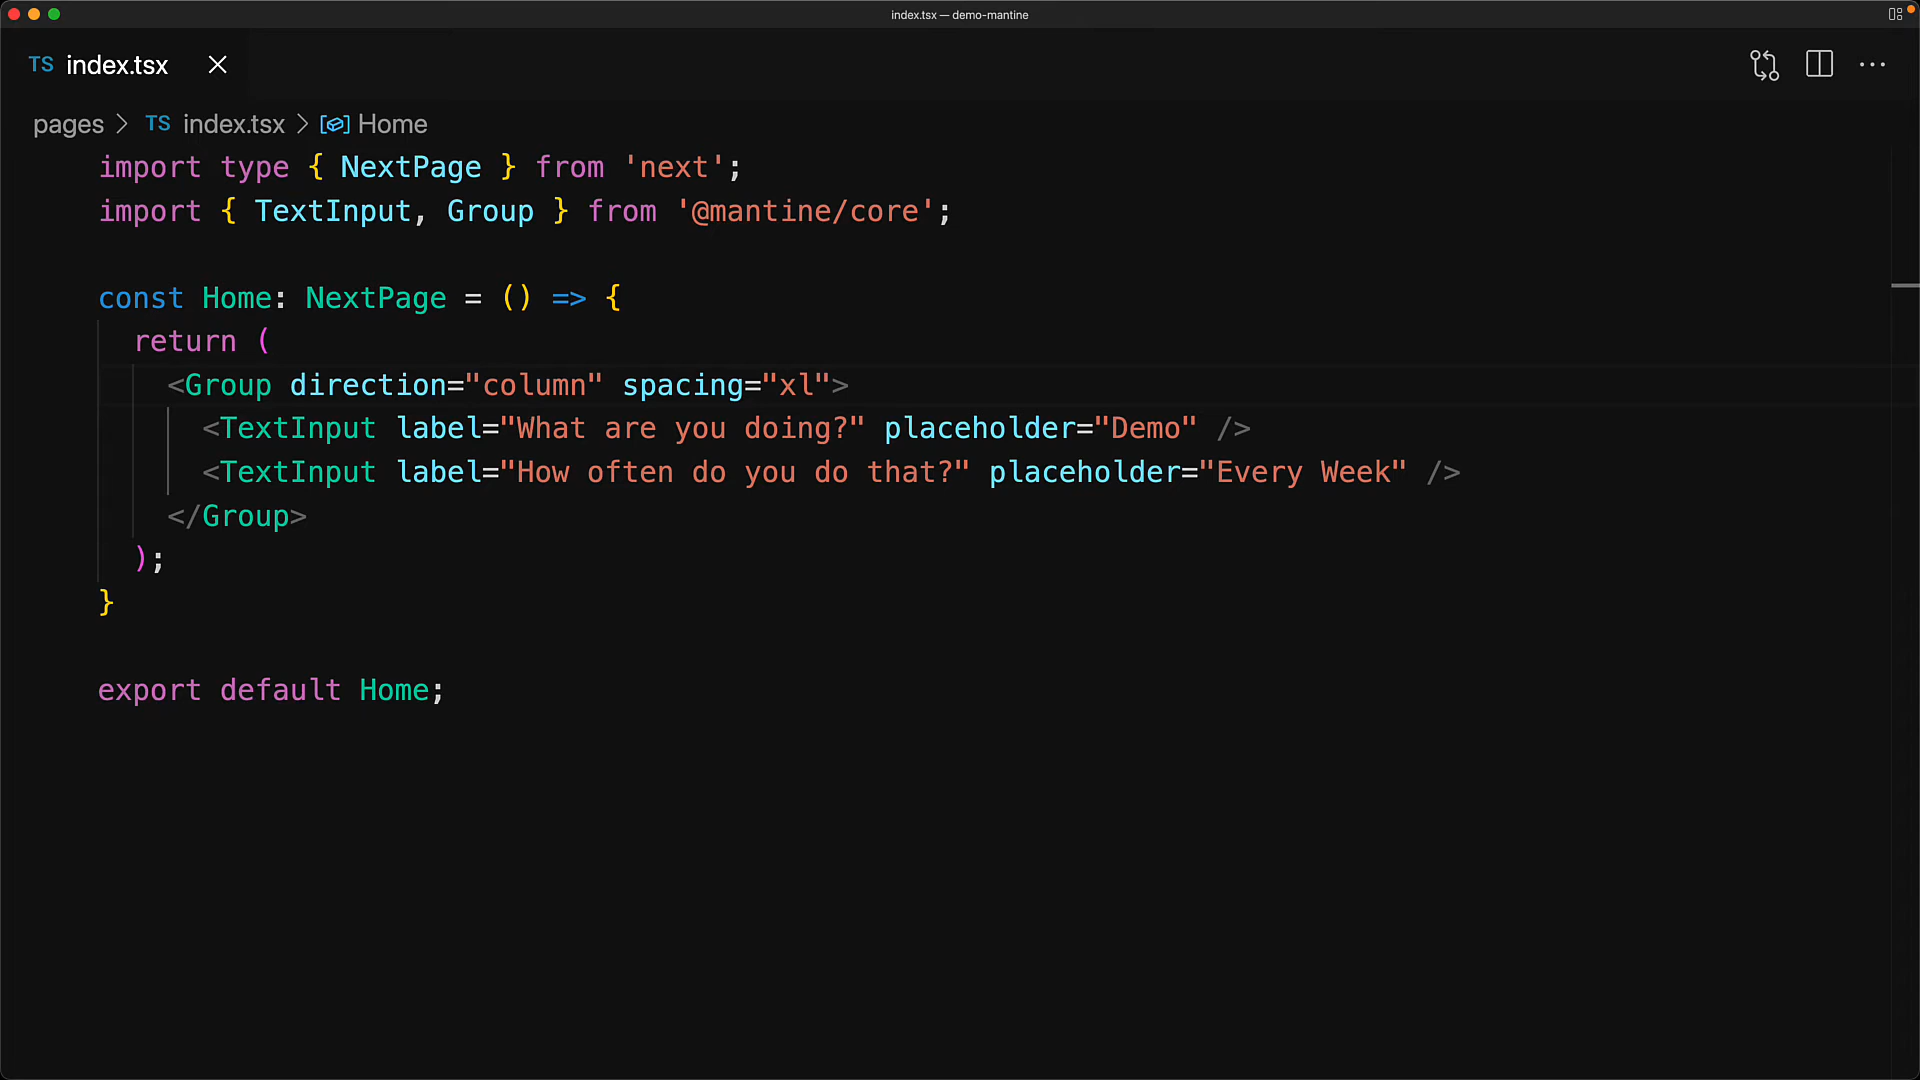 index.tsx — demo-mantine
TS index.tsx
pages > TS index.tsx > Home
import type { NextPage } from 'next';
import { TextInput, Group } from '@mantine/core';
const Home: NextPage = () => {
return (
<Group direction="column" spacing="xl">
<TextInput label="What are you doing?" placeholder="Demo" />
<TextInput label="How often do you do that?" placeholder="Every Week" />
</Group>
);
}
export default Home;